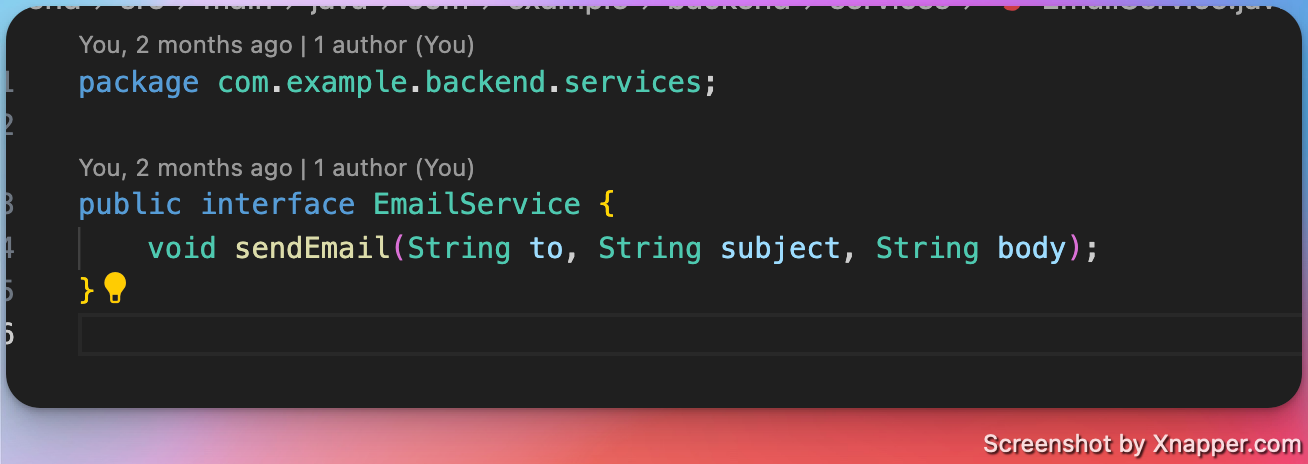 src > main > java > com > example > backend > services > EmailService.jav
You, 2 months ago | 1 author (You)
1 package com.example.backend.services;
2
You, 2 months ago | 1 author (You)
3 public interface EmailService {
4 void sendEmail(String to, String subject, String body);
5 }
6
Screenshot by Xnapper.com